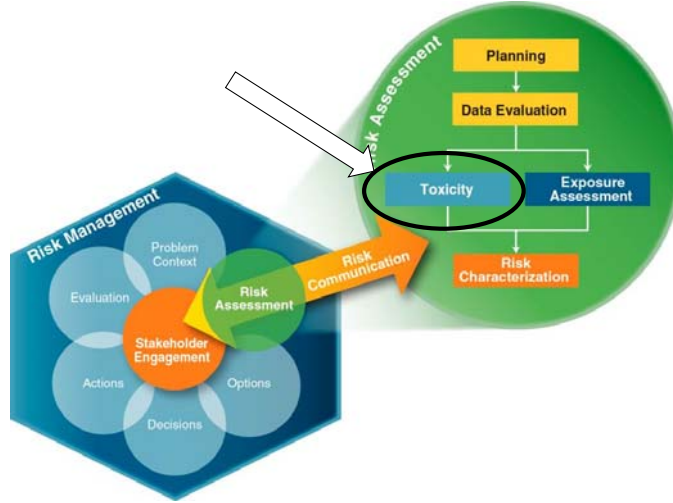 Risk Assessment
Planning
Data Evaluation
Toxicity
Exposure
Assessment
Risk
Characterization
Risk Management
Problem
Context
Evaluation
Risk
Assessment
Risk
Communication
Stakeholder
Engagement
Actions
Options
Decisions